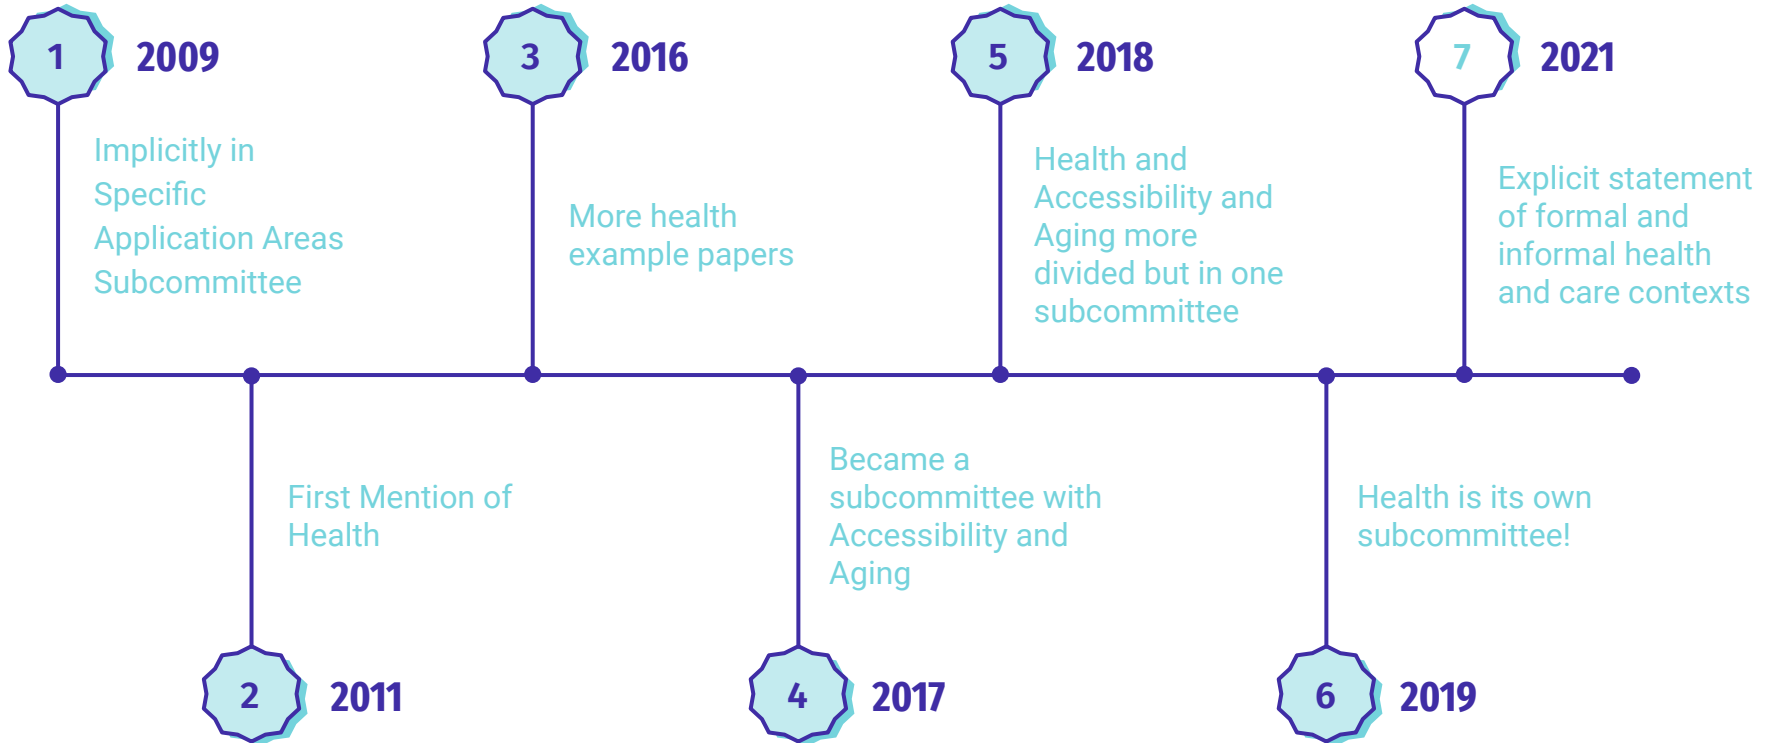 1
2009
Implicitly in
Specific
Application Areas
Subcommittee
2
2011
First Mention of
Health
3
2016
More health
example papers
4
2017
Became a
subcommittee with
Accessibility and
Aging
5
2018
Health and
Accessibility and
Aging more
divided but in one
subcommittee
6
2019
Health is its own
subcommittee!
7
2021
Explicit statement
of formal and
informal health
and care contexts